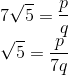 7√5 = p/q
√5 = p/7q